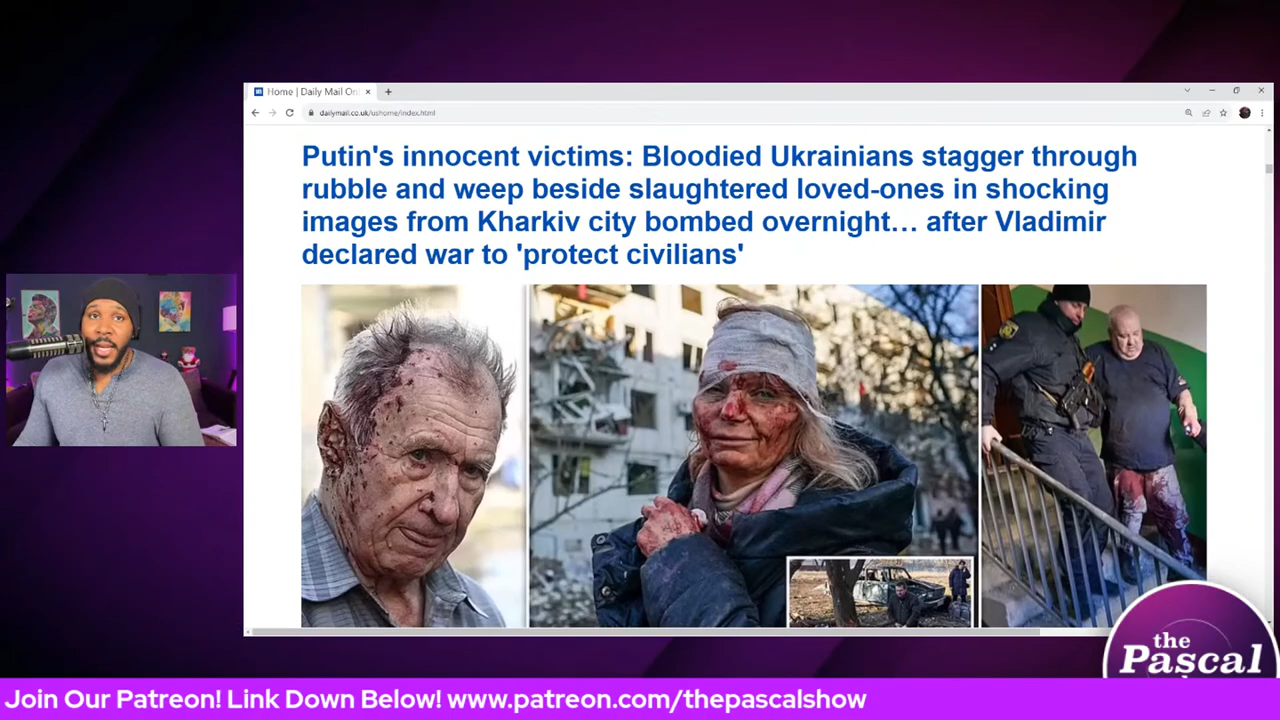 Home | Daily Mail Onl
dailymail.co.uk/ushome/index.html
Putin's innocent victims: Bloodied Ukrainians stagger through
rubble and weep beside slaughtered loved-ones in shocking
images from Kharkiv city bombed overnight… after Vladimir
declared war to 'protect civilians'
the
Pascal
Join Our Patreon! Link Down Below! www.patreon.com/thepascalshow